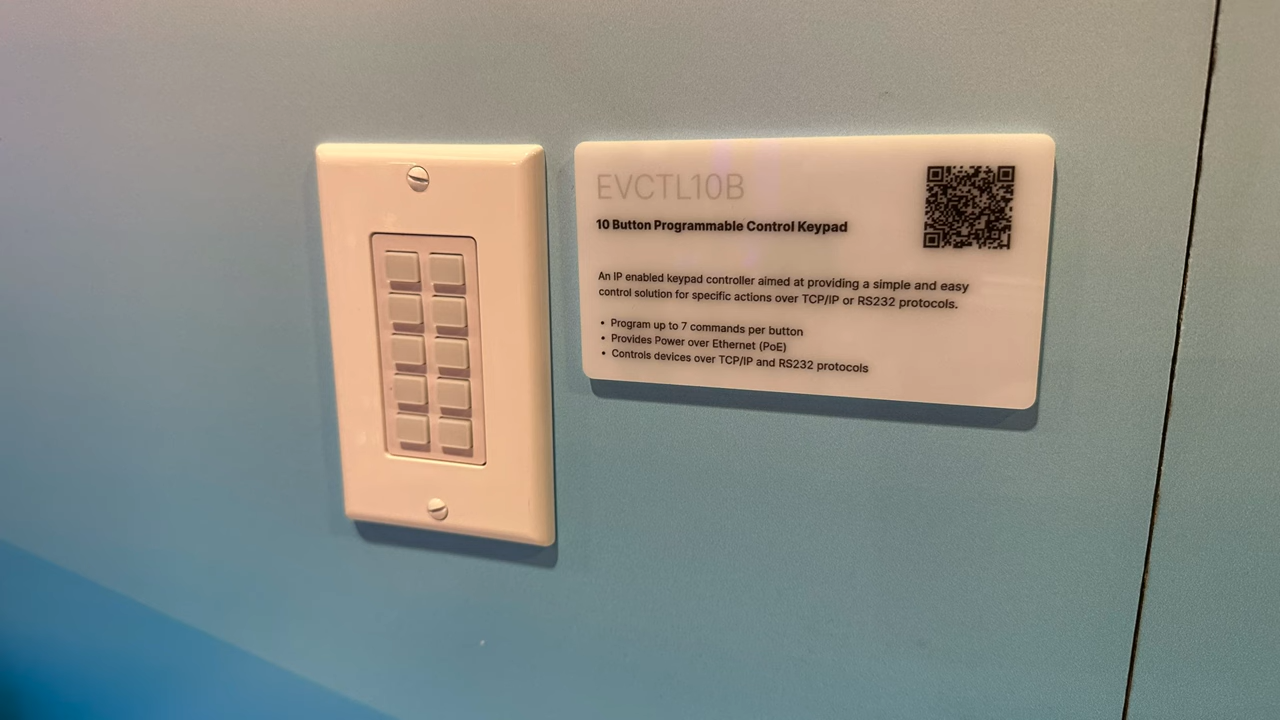 EVCTL10B
10 Button Programmable Control Keypad
An IP enabled keypad controller aimed at providing a simple and easy
control solution for specific actions over TCP/IP or RS232 protocols.
• Program up to 7 commands per button
• Provides Power over Ethernet (PoE)
• Controls devices over TCP/IP and RS232 protocols